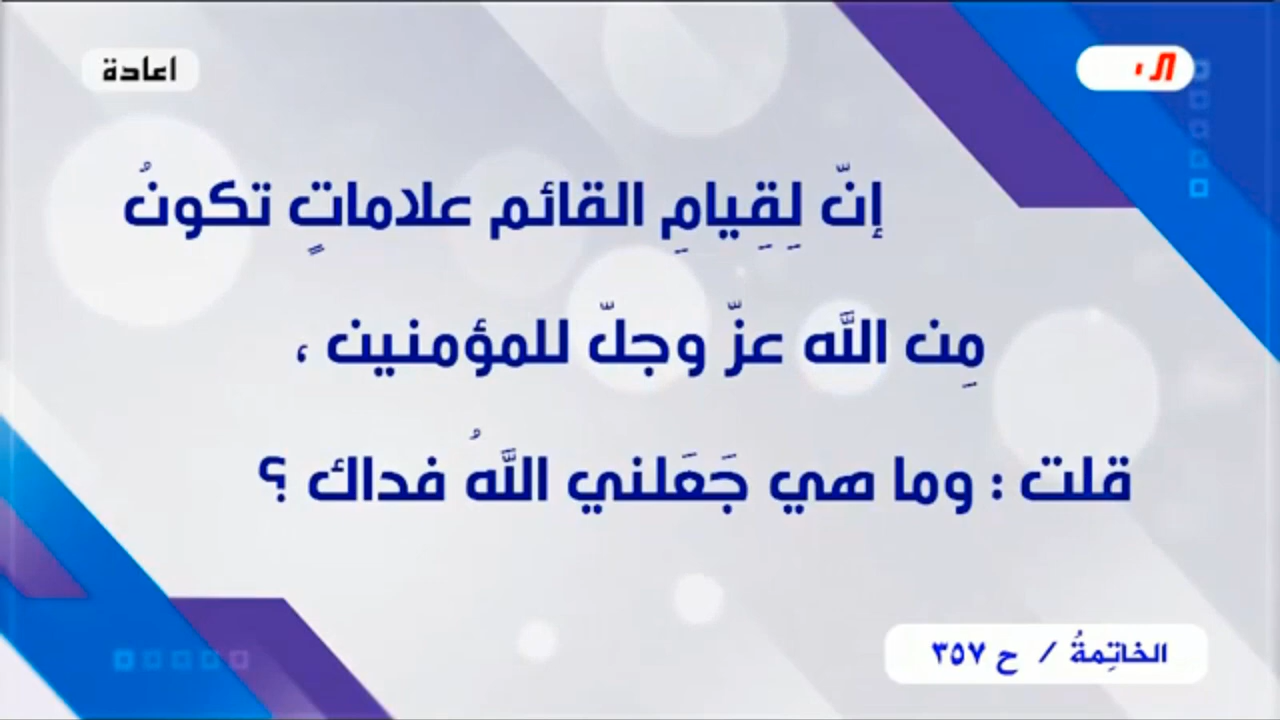 اعادة
إنّ لِقِيامِ القائم علاماتٍ تكونُ
مِن اللَّه عزّ وجلّ للمؤمنين ،
قلت : وما هي جَعَلني اللَّهُ فداك ؟
الخاتِمةُ / ح ٣٥٧